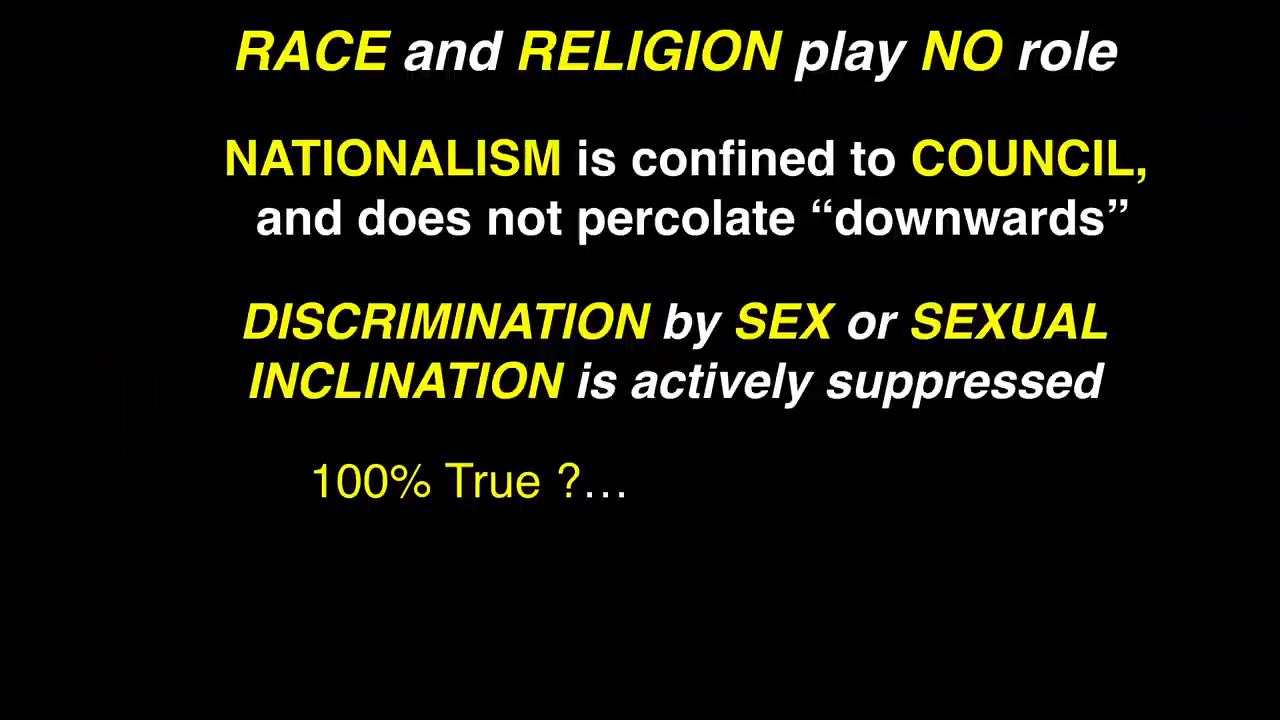 RACE and RELIGION play NO role
NATIONALISM is confined to COUNCIL,
and does not percolate “downwards”
DISCRIMINATION by SEX or SEXUAL
INCLINATION is actively suppressed
100% True ?…